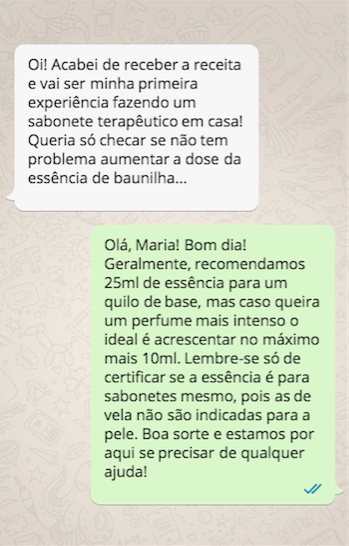 Oi! Acabei de receber a receita
e vai ser minha primeira
experiência fazendo um
sabonete terapêutico em casa!
Queria só checar se não tem
problema aumentar a dose da
essência de baunilha...
Olá, Maria! Bom dia!
Geralmente, recomendamos
25ml de essência para um
quilo de base, mas caso queira
um perfume mais intenso o
ideal é acrescentar no máximo
mais 10ml. Lembre-se só de
certificar se a essência é para
sabonetes mesmo, pois as de
vela não são indicadas para a
pele. Boa sorte e estamos por
aqui se precisar de qualquer
ajuda!